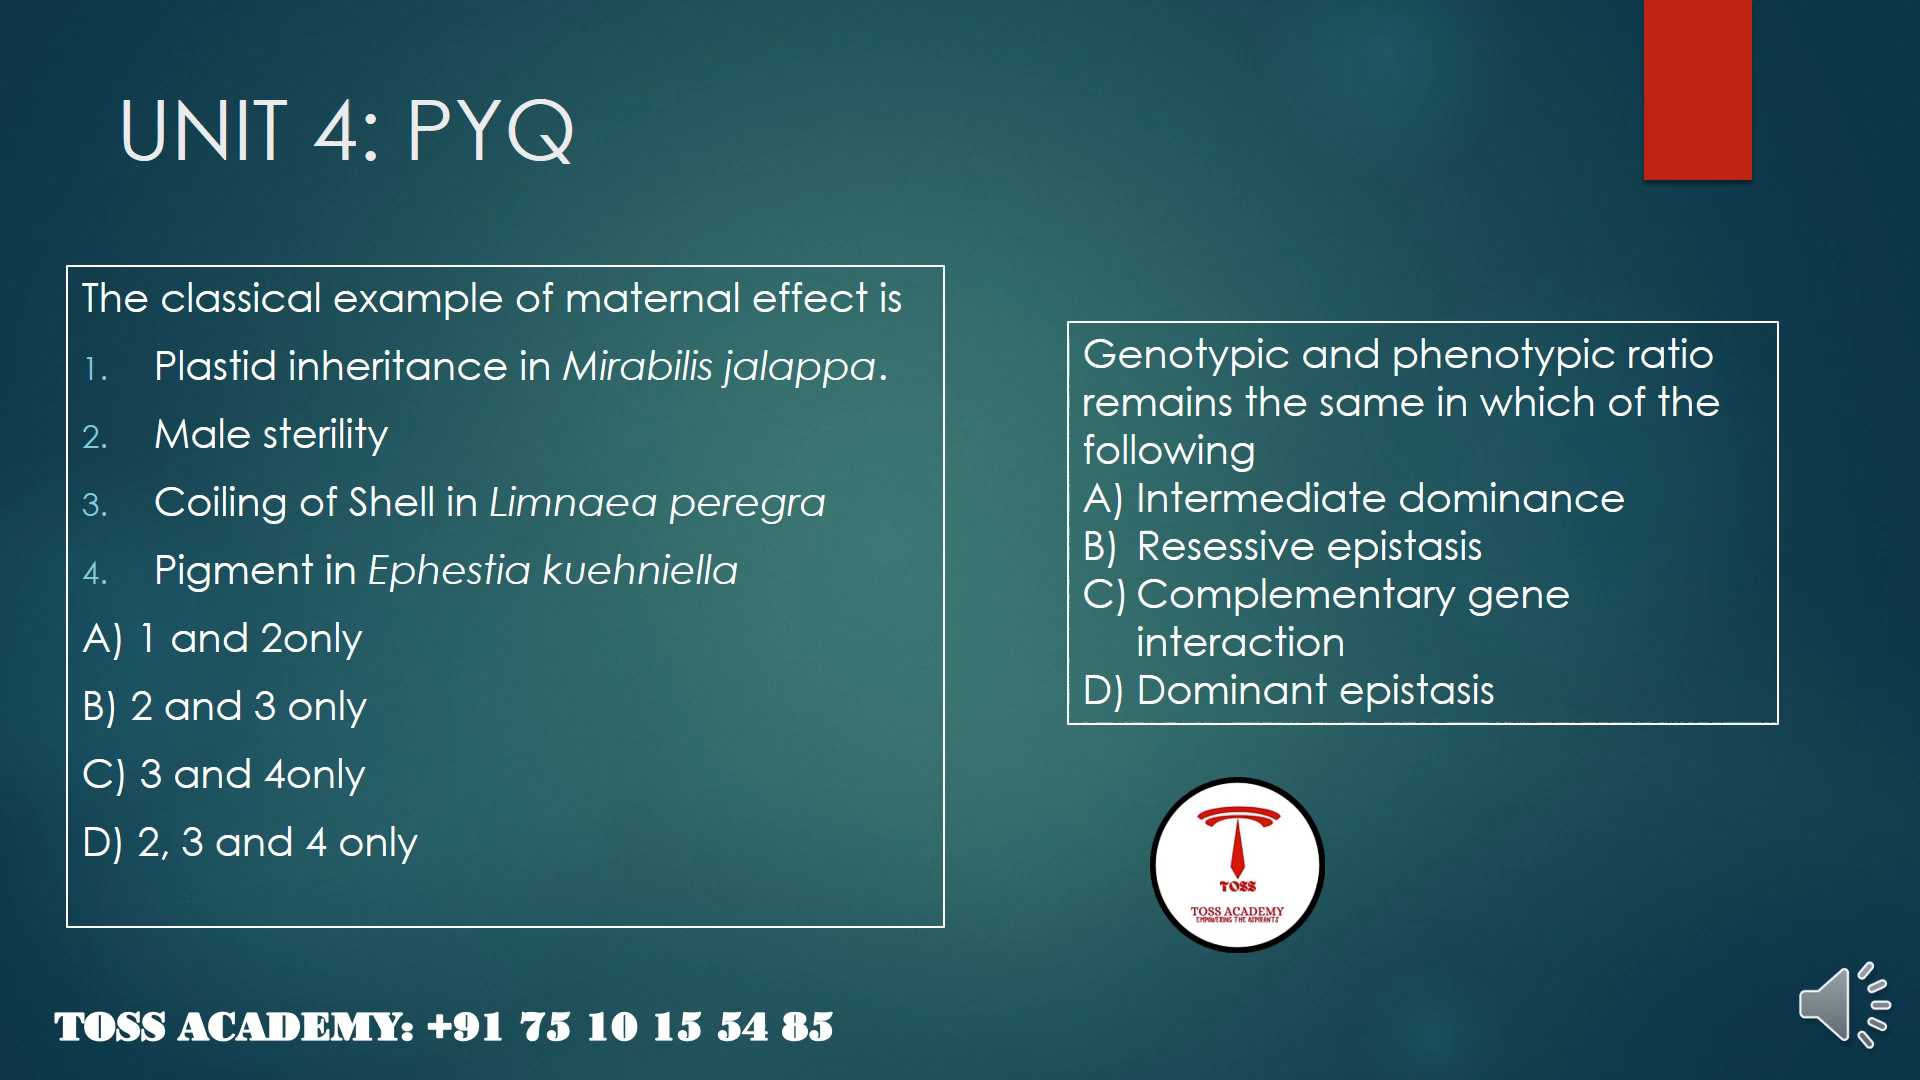 UNIT 4: PYQ
The classical example of maternal effect is
1. Plastid inheritance in Mirabilis jalappa.
2. Male sterility
3. Coiling of Shell in Limnaea peregra
4. Pigment in Ephestia kuehniella
A) 1 and 2only
B) 2 and 3 only
C) 3 and 4only
D) 2, 3 and 4 only
Genotypic and phenotypic ratio
remains the same in which of the
following
A) Intermediate dominance
B) Resessive epistasis
C) Complementary gene
interaction
D) Dominant epistasis
TOSS
TOSS ACADEMY
EMPOWERING THE ASPIRANTS
TOSS ACADEMY: +91 75 10 15 54 85